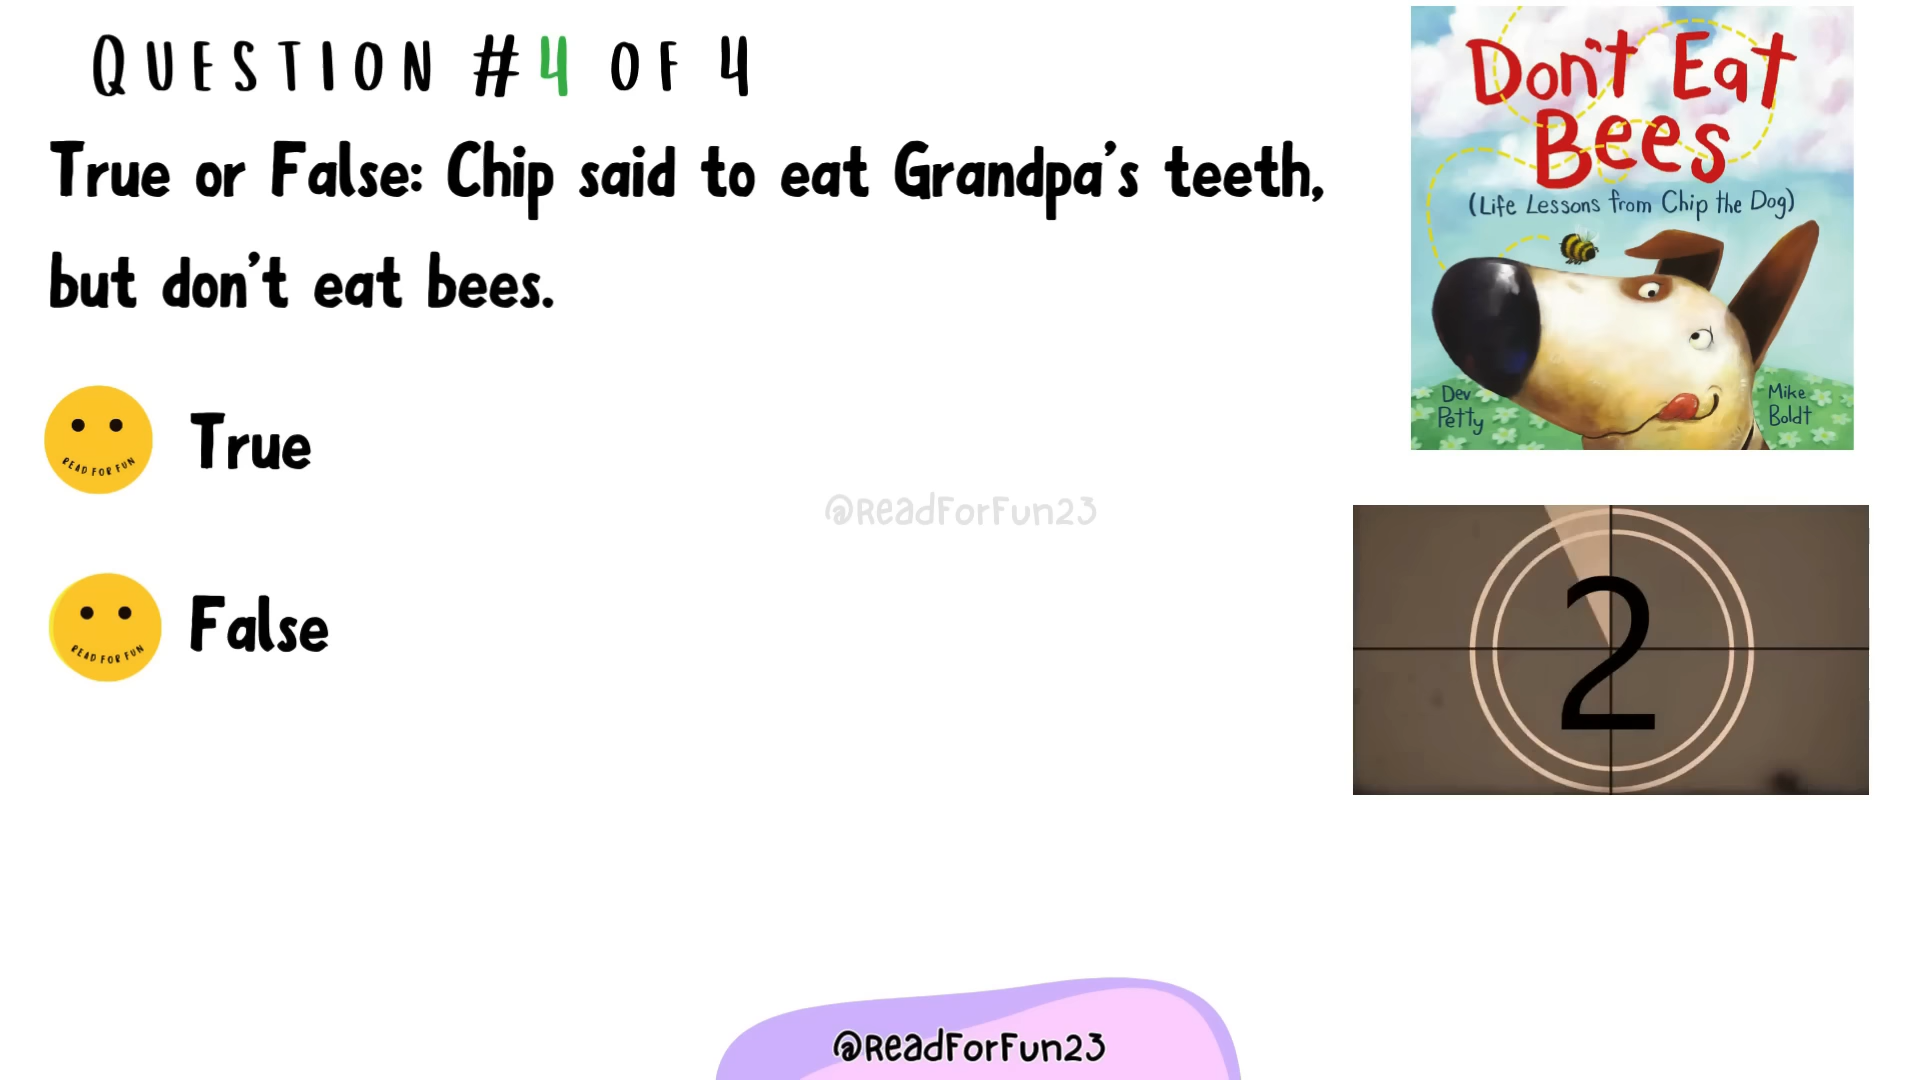 QUESTION #4 OF 4
True or False: Chip said to eat Grandpa's teeth,
but don't eat bees.
READ FOR FUN
True
READ FOR FUN
False
@ReadForFun23
Don't Eat
Bees
(Life Lessons from Chip the Dog)
Dev
Petty
Mike
Boldt
2
@ReadForFun23